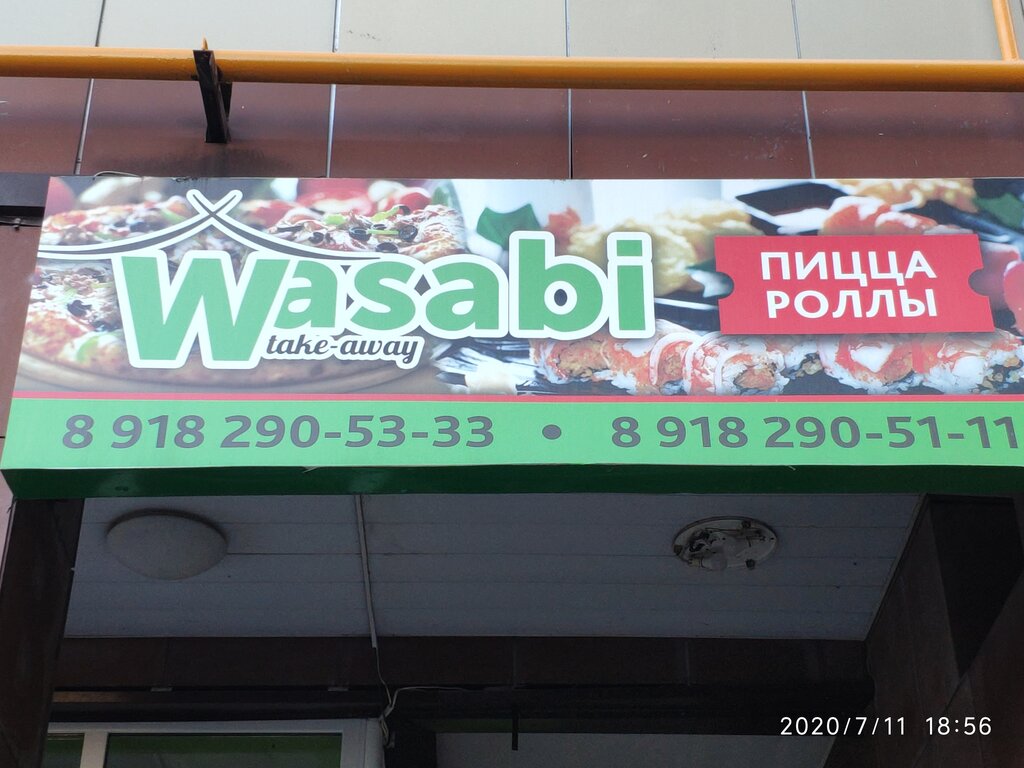 Wasabi
take-away
ПИЦЦА
РОЛЛЫ
8 918 290-53-33 • 8 918 290-51-11
2020/7/11 18:56